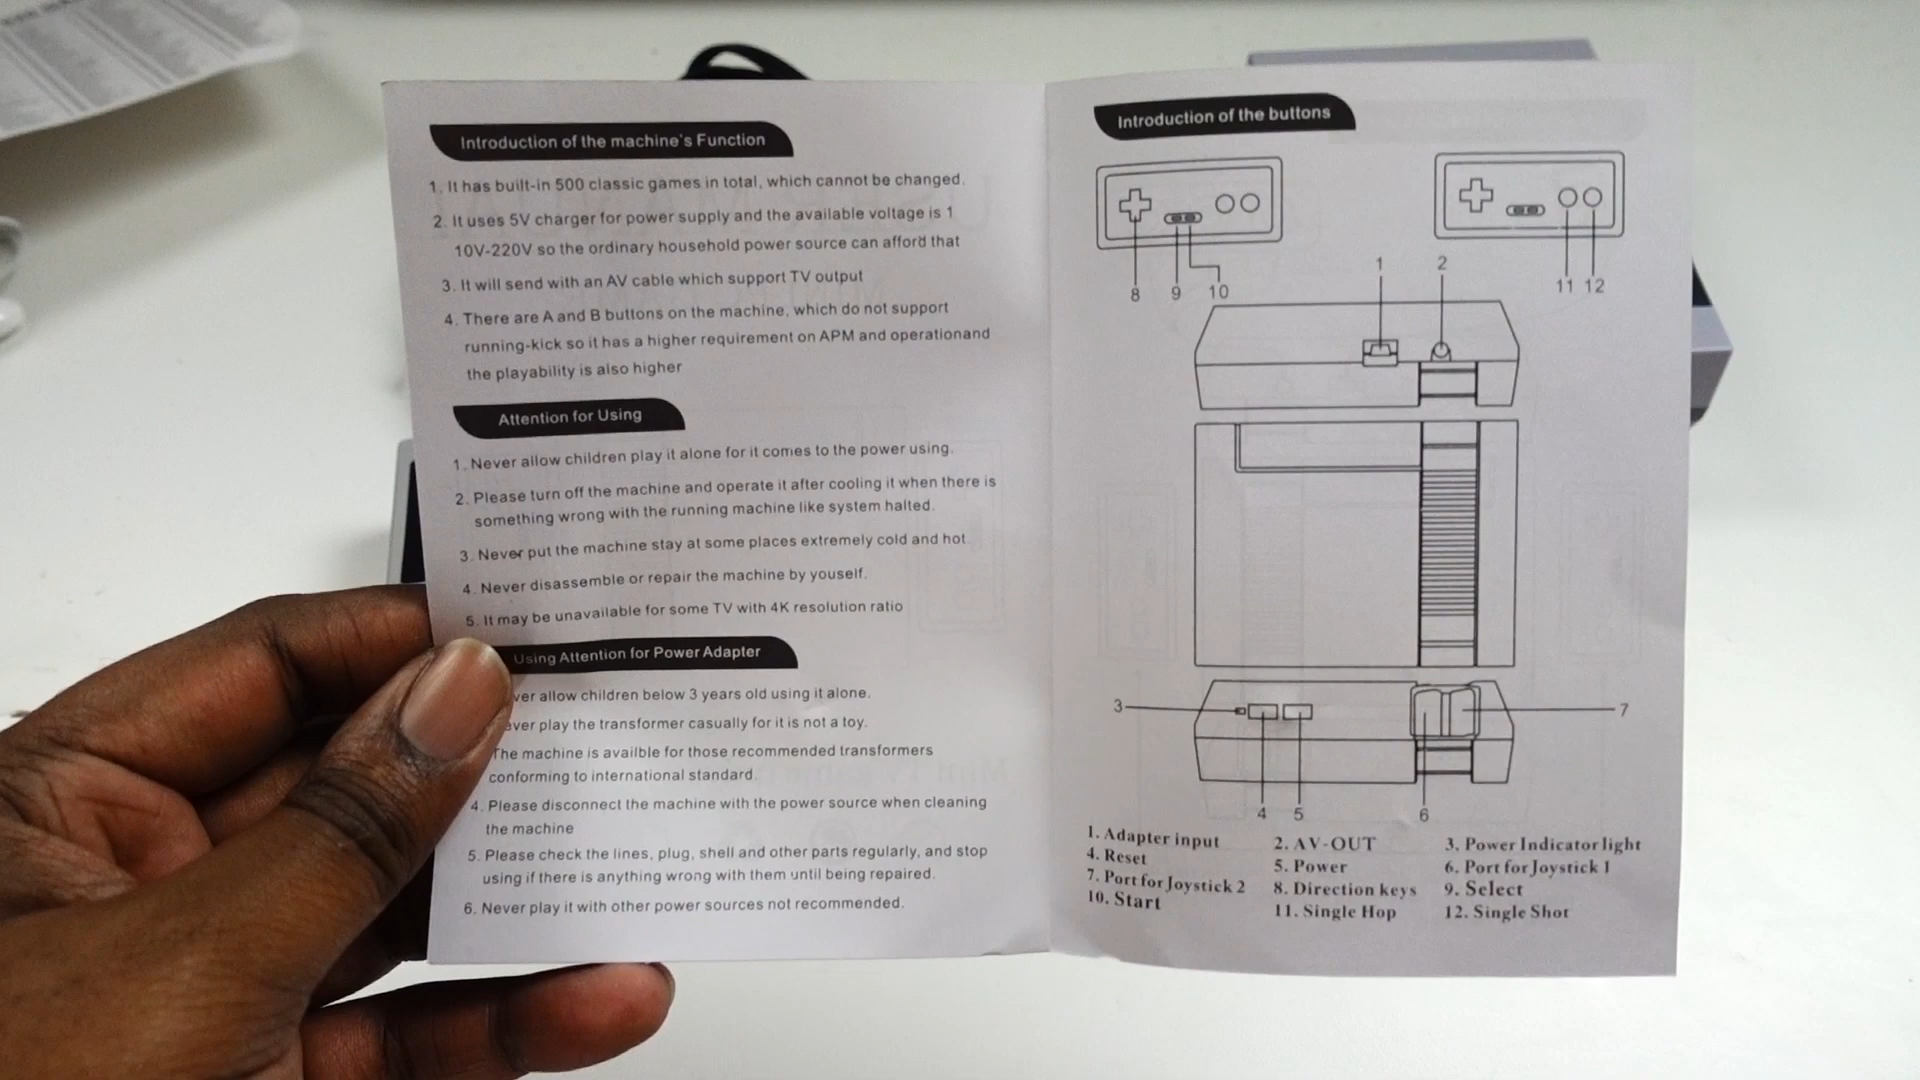 Introduction of the machine's Function
1. It has built-in 500 classic games in total, which cannot be changed.
2. It uses 5V charger for power supply and the available voltage is 1
10V-220V so the ordinary household power source can afford that
3. It will send with an AV cable which support TV output
4. There are A and B buttons on the machine, which do not support
running-kick so it has a higher requirement on APM and operationand
the playability is also higher
Attention for Using
1. Never allow children play it alone for it comes to the power using.
2. Please turn off the machine and operate it after cooling it when there is
something wrong with the running machine like system halted.
3. Never put the machine stay at some places extremely cold and hot
4. Never disassemble or repair the machine by youself.
5. It may be unavailable for some TV with 4K resolution ratio
Using Attention for Power Adapter
allow children below 3 years old using it alone.
play the transformer casually for it is not a toy.
The machine is availble for those recommended transformers
conforming to international standard.
4. Please disconnect the machine with the power source when cleaning
the machine
5. Please check the lines, plug, shell and other parts regularly, and stop
using if there is anything wrong with them until being repaired.
6. Never play it with other power sources not recommended.
Introduction of the buttons
8 9 10
11 12
1 2
3
7
4 5 6
1. Adapter input 2. AV-OUT 3. Power Indicator light
4. Reset 5. Power 6. Port for Joystick 1
7. Port for Joystick 2 8. Direction keys 9. Select
10. Start 11. Single Hop 12. Single Shot